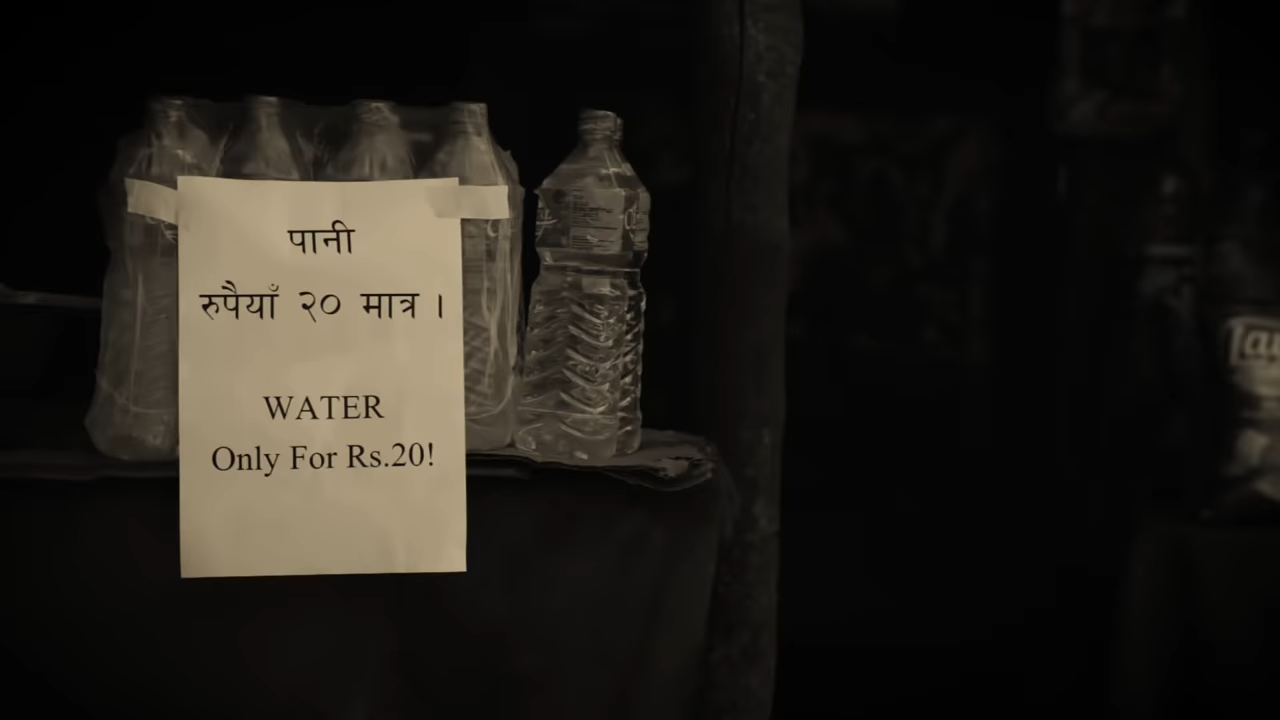 पानी
रुपैयाँ २० मात्र ।
WATER
Only For Rs.20!